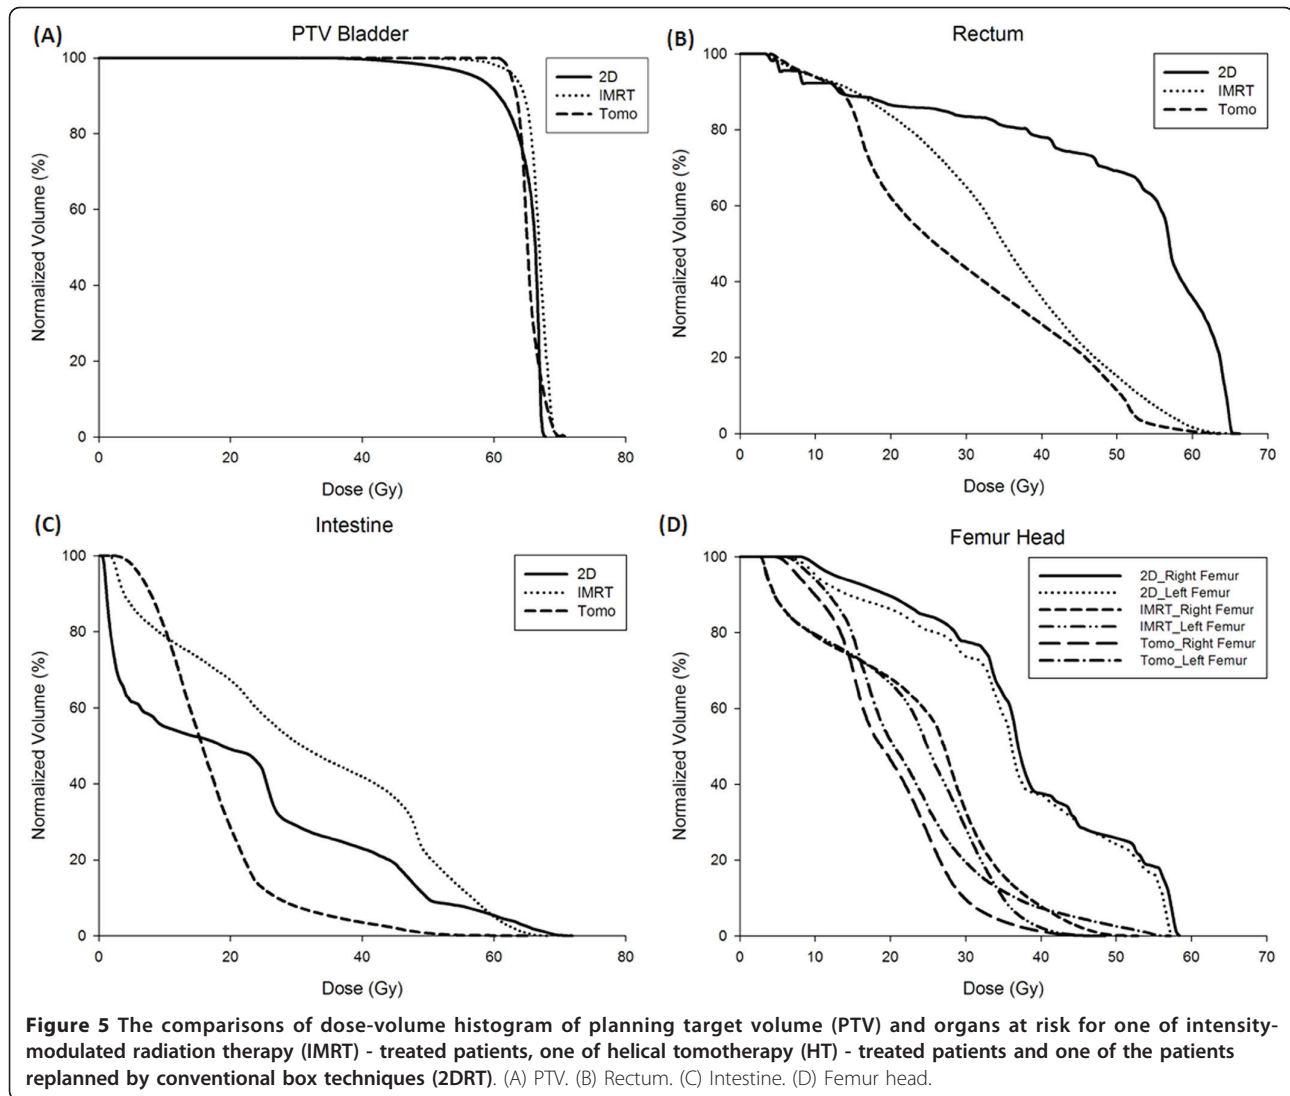 (A)
PTV Bladder
Normalized Volume (%)
100
80
60
40
20
0
0 20 40 60 80
Dose (Gy)
2D
IMRT
Tomo
(B)
Rectum
Normalized Volume (%)
100
80
60
40
20
0
0 10 20 30 40 50 60 70
Dose (Gy)
2D
IMRT
Tomo
(C)
Intestine
Normalized Volume (%)
100
80
60
40
20
0
0 20 40 60 80
Dose (Gy)
2D
IMRT
Tomo
(D)
Femur Head
Normalized Volume (%)
100
80
60
40
20
0
0 10 20 30 40 50 60 70
Dose (Gy)
2D_Right Femur
2D_Left Femur
IMRT_Right Femur
IMRT_Left Femur
Tomo_Right Femur
Tomo_Left Femur
Figure 5 The comparisons of dose-volume histogram of planning target volume (PTV) and organs at risk for one of intensity-
modulated radiation therapy (IMRT) - treated patients, one of helical tomotherapy (HT) - treated patients and one of the patients
replanned by conventional box techniques (2DRT). (A) PTV. (B) Rectum. (C) Intestine. (D) Femur head.